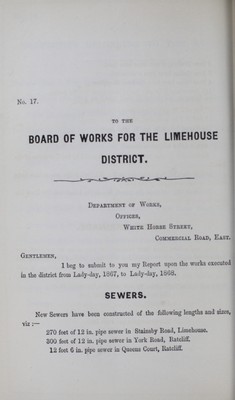 No. 17.
TO THE
BOARD OF WORKS FOR THE LIMEHOUSE
DISTRICT.
DEPARTMENT OF WORKS,
OFFICES,
WHITE HORSE STREET,
COMMERCIAL ROAD, EAST.
GENTLEMEN,
I beg to submit to you my Report upon the works executed
in the district from Lady-day, 1867, to Lady-day, 1868.
SEWERS.
New Sewers have been constructed of the following lengths and sizes,
viz :—
270 feet of 12 in. pipe sewer in Stainsby Road, Limehouse.
300 feet of 12 in. pipe sewer in York Road, Ratcliff.
12 feet 6 in. pipe sewer in Queens Court, Ratcliff.